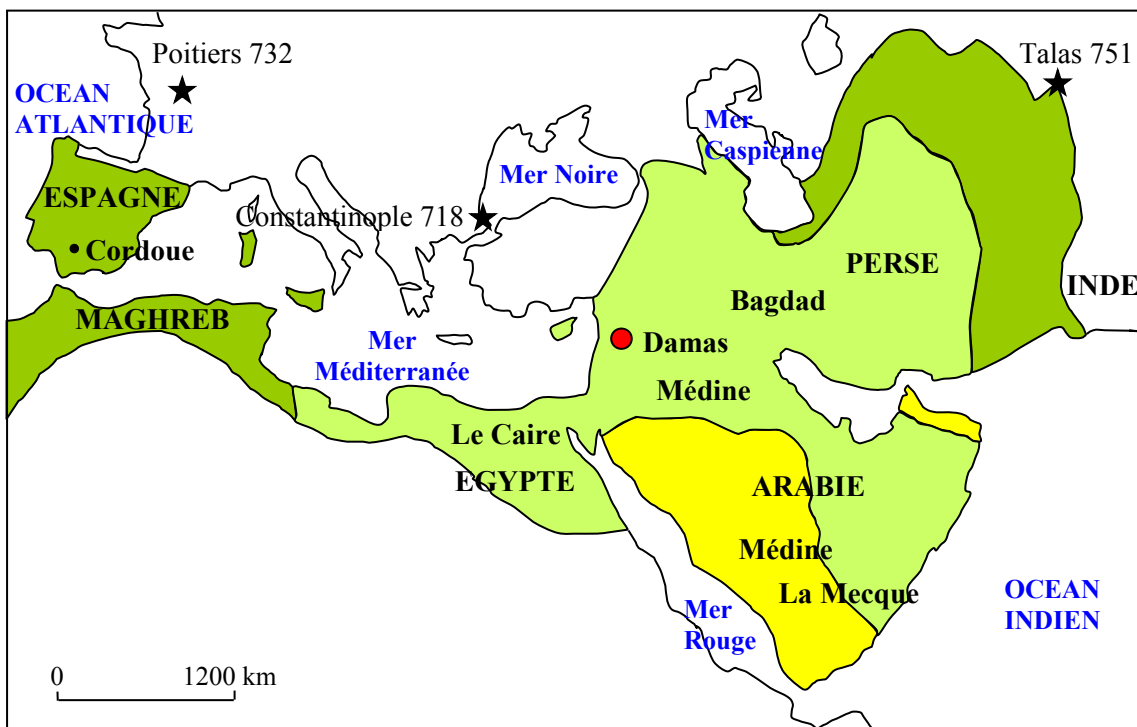 Poitiers 732
Talas 751
OCEAN
ATLANTIQUE
Mer
Caspienne
Mer Noire
ESPAGNE
Constantinople 718
Cordoue
PERSE
INDE
Bagdad
MAGHREB
Mer
Méditerranée
Damas
Médine
Le Caire
EGYPTE
ARABIE
Médine
La Mecque
Mer
Rouge
OCEAN
INDIEN
0 1200 km